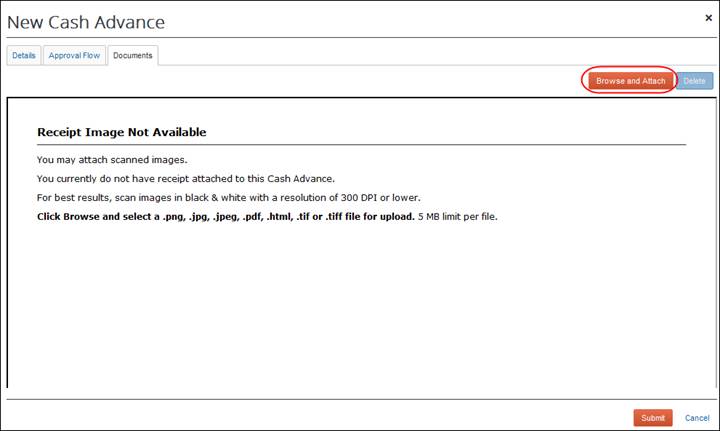 New Cash Advance ×
Details Approval Flow Documents
Browse and Attach Delete
Receipt Image Not Available
You may attach scanned images.
You currently do not have receipt attached to this Cash Advance.
For best results, scan images in black & white with a resolution of 300 DPI or lower.
Click Browse and select a .png, .jpg, .jpeg, .pdf, .html, .tif or .tiff file for upload. 5 MB limit per file.
Submit Cancel